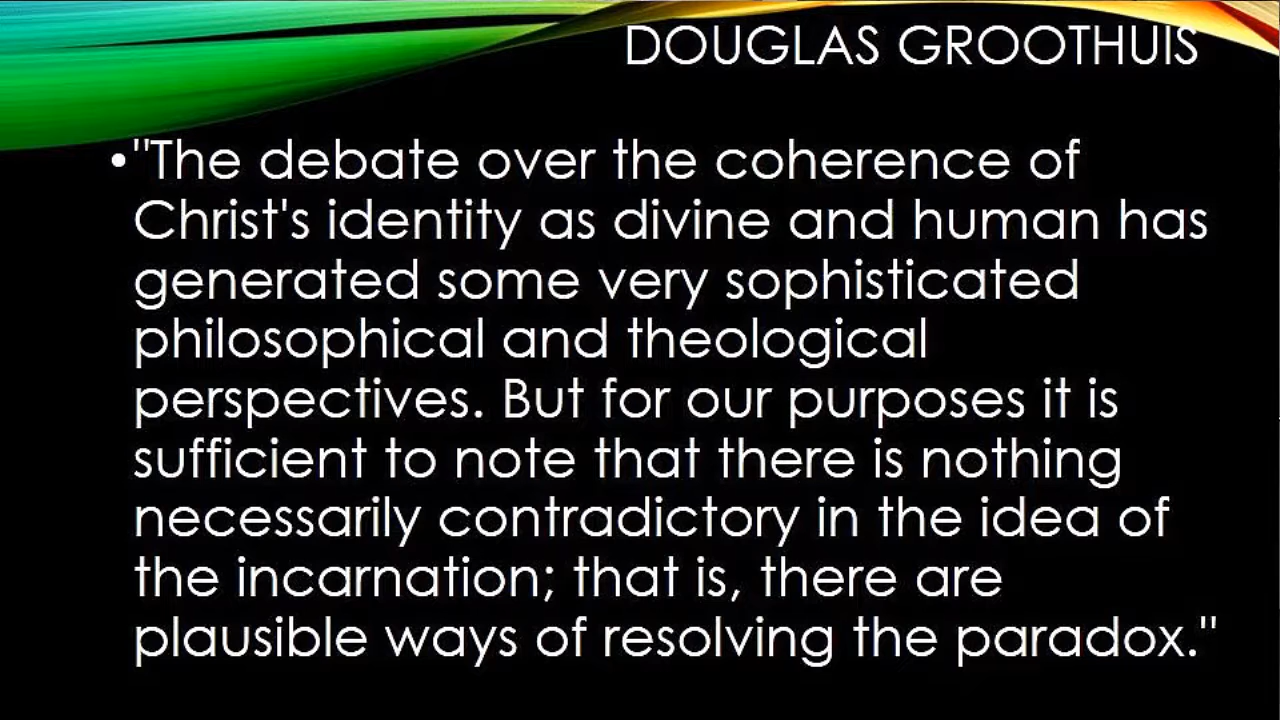 DOUGLAS GROOTHUIS
•"The debate over the coherence of
Christ's identity as divine and human has
generated some very sophisticated
philosophical and theological
perspectives. But for our purposes it is
sufficient to note that there is nothing
necessarily contradictory in the idea of
the incarnation; that is, there are
plausible ways of resolving the paradox."